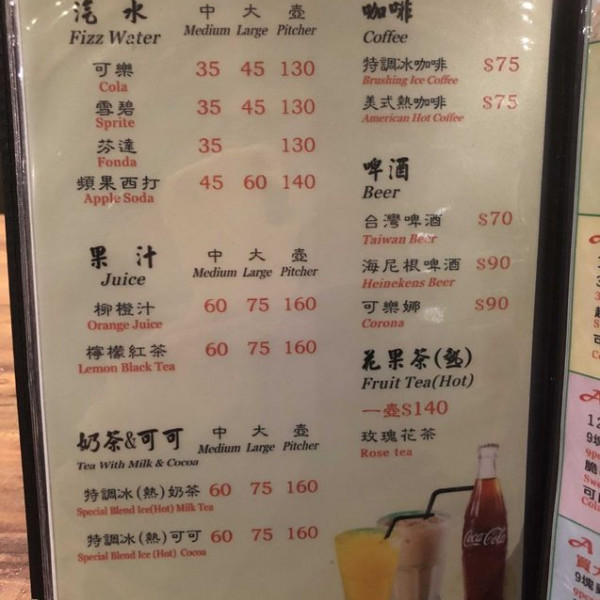 汽 水 中 大 壺
Fizz Water Medium Large Pitcher
可樂 35 45 130
Cola
雪碧 35 45 130
Sprite
芬達 35 130
Fonda
蘋果西打 45 60 140
Apple Soda
果 汁 中 大 壺
Juice Medium Large Pitcher
柳橙汁 60 75 160
Orange Juice
檸檬紅茶 60 75 160
Lemon Black Tea
奶茶&可可 中 大 壺
Tea With Milk & Cocoa Medium Large Pitcher
特調冰(熱)奶茶 60 75 160
Special Blend Ice(Hot) Milk Tea
特調冰(熱)可可 60 75 160
Special Blend Ice (Hot) Cocoa
咖啡
Coffee
特調冰咖啡 $75
Brushing Ice Coffee
美式熱咖啡 $75
American Hot Coffee
啤酒
Beer
台灣啤酒 $70
Taiwan Beer
海尼根啤酒 $90
Heinekens Beer
可樂娜 $90
Corona
花果茶(熱)
Fruit Tea(Hot)
一壺$140
玫瑰花茶
Rose tea
Coca-Cola